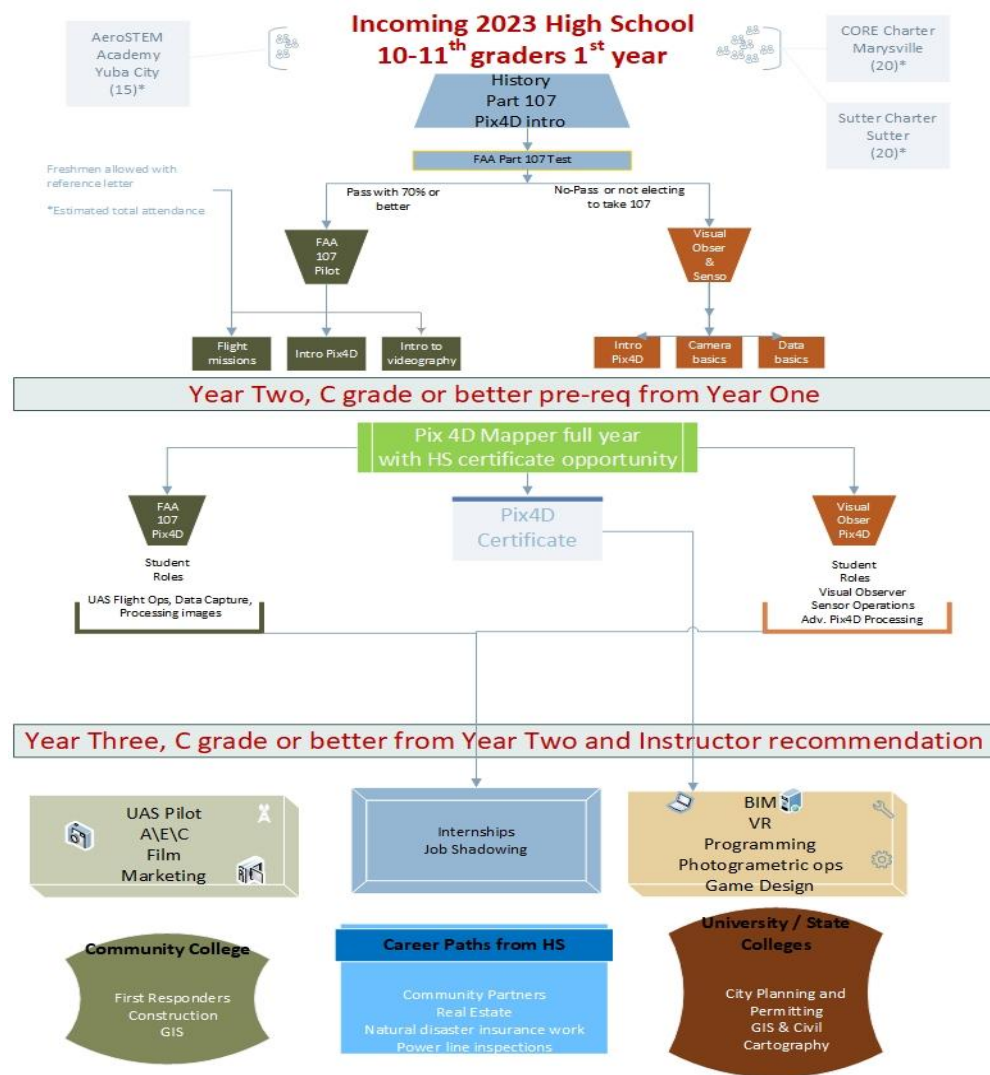 Incoming 2023 High School
10-11th graders 1st year
AeroSTEM
Academy
Yuba City
(15)*
CORE Charter
Marysville
(20)*
Sutter Charter
Sutter
(20)*
History
Part 107
Pix4D intro
FAA Part 107 Test
Freshmen allowed with
reference letter
*Estimated total attendance
Pass with 70% or
better
No-Pass or not electing
to take 107
FAA
107
Pilot
Visual
Obser
&
Senso
Flight
missions
Intro Pix4D
Intro to
videography
Intro
Pix4D
Camera
basics
Data
basics
Year Two, C grade or better pre-req from Year One
Pix 4D Mapper full year
with HS certificate opportunity
FAA
107
Pix4D
Pix4D
Certificate
Visual
Obser
Pix4D
Student
Roles
UAS Flight Ops, Data Capture,
Processing images
Student
Roles
Visual Observer
Sensor Operations
Adv. Pix4D Processing
Year Three, C grade or better from Year Two and Instructor recommendation
UAS Pilot
A\E\C
Film
Marketing
Internships
Job Shadowing
BIM
VR
Programming
Photogrametric ops
Game Design
Community College
First Responders
Construction
GIS
Career Paths from HS
Community Partners
Real Estate
Natural disaster insurance work
Power line inspections
University / State
Colleges
City Planning and
Permitting
GIS & Civil
Cartography